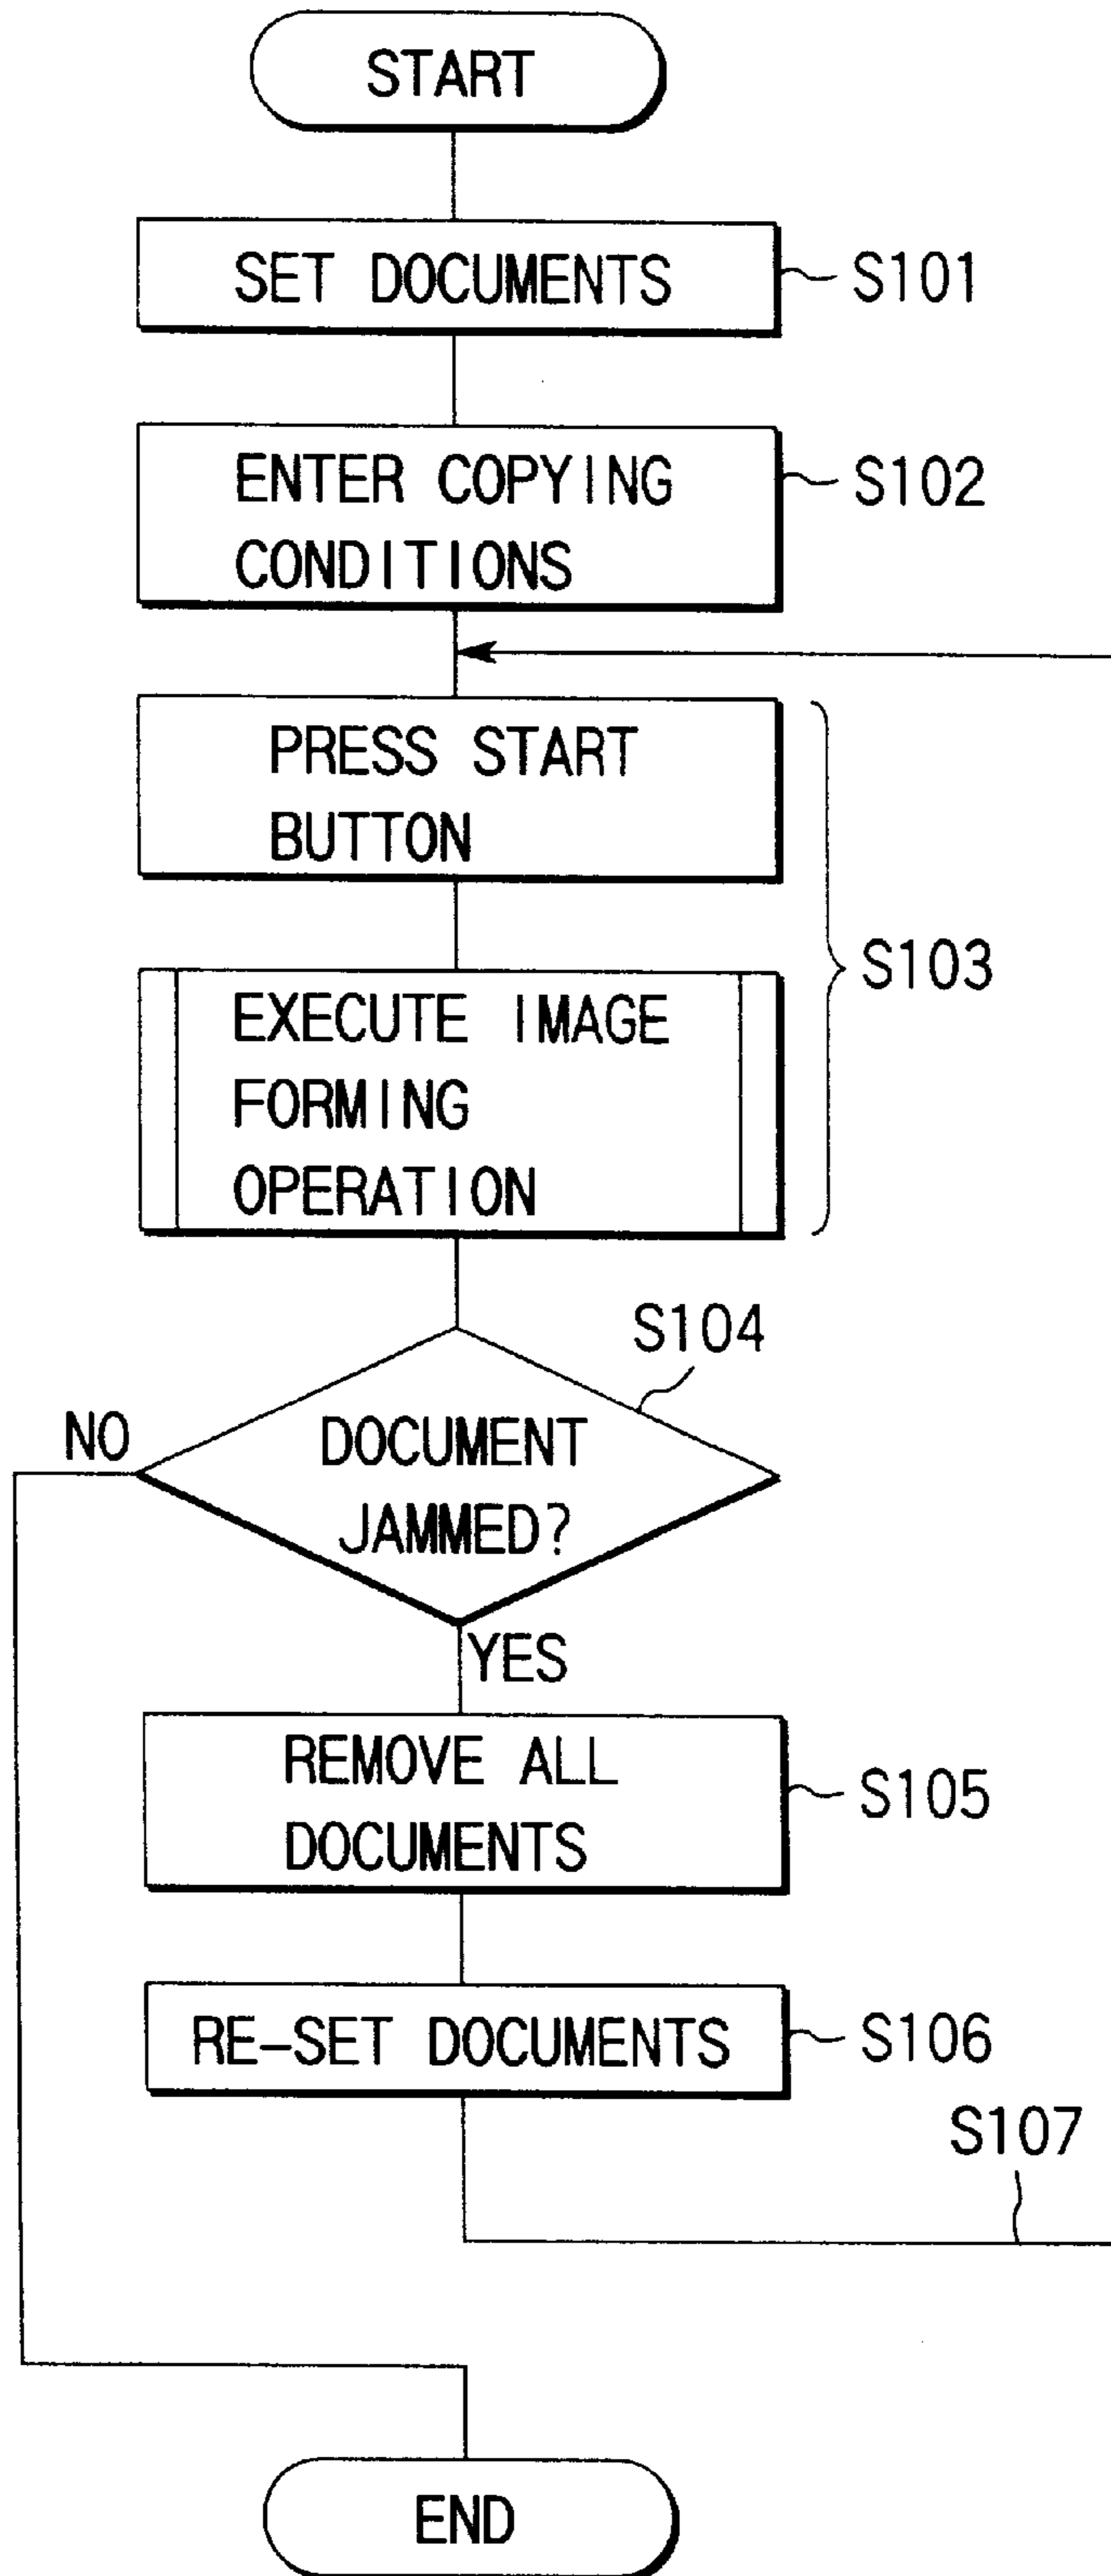 START
SET DOCUMENTS
S101
ENTER COPYING
CONDITIONS
S102
PRESS START
BUTTON
S103
EXECUTE IMAGE
FORMING
OPERATION
S104
NO
DOCUMENT
JAMMED?
YES
REMOVE ALL
DOCUMENTS
S105
RE-SET DOCUMENTS
S106
S107
END